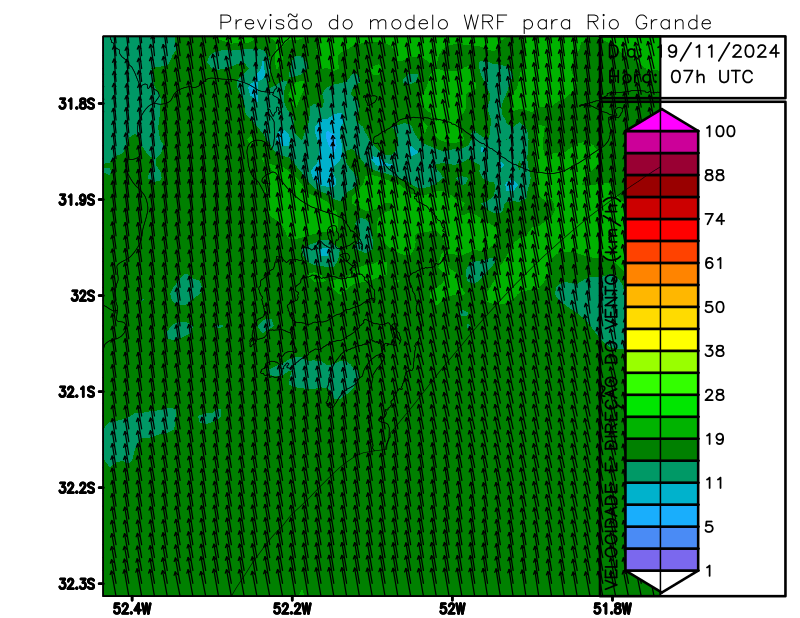 Previsão do modelo WRF para Rio Grande
Dia: 19/11/2024
Hora: 07h UTC
31.8S
31.9S
32S
32.1S
32.2S
32.3S
52.4W
52.2W
52W
51.8W
VELOCIDADE E DIREÇÃO DO VENTO (km/h)
100
88
74
61
50
38
28
19
11
5
1